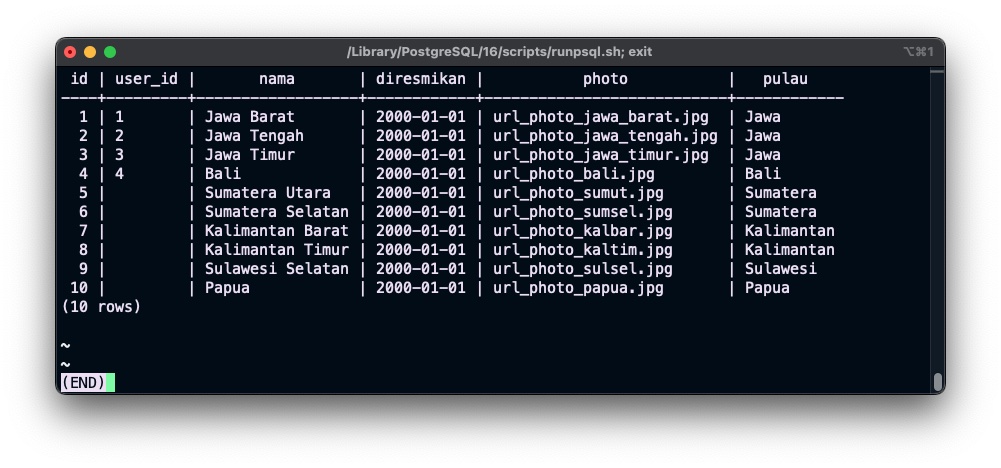 /Library/PostgreSQL/16/scripts/runpsql.sh; exit ⌥⌘1
 id | user_id |       nama       | diresmikan |           photo           |   pulau
----+---------+------------------+------------+---------------------------+------------
  1 | 1       | Jawa Barat       | 2000-01-01 | url_photo_jawa_barat.jpg  | Jawa
  2 | 2       | Jawa Tengah      | 2000-01-01 | url_photo_jawa_tengah.jpg | Jawa
  3 | 3       | Jawa Timur       | 2000-01-01 | url_photo_jawa_timur.jpg  | Jawa
  4 | 4       | Bali             | 2000-01-01 | url_photo_bali.jpg        | Bali
  5 |         | Sumatera Utara   | 2000-01-01 | url_photo_sumut.jpg       | Sumatera
  6 |         | Sumatera Selatan | 2000-01-01 | url_photo_sumsel.jpg      | Sumatera
  7 |         | Kalimantan Barat | 2000-01-01 | url_photo_kalbar.jpg      | Kalimantan
  8 |         | Kalimantan Timur | 2000-01-01 | url_photo_kaltim.jpg      | Kalimantan
  9 |         | Sulawesi Selatan | 2000-01-01 | url_photo_sulsel.jpg      | Sulawesi
 10 |         | Papua            | 2000-01-01 | url_photo_papua.jpg       | Papua
(10 rows)
~
~
(END)